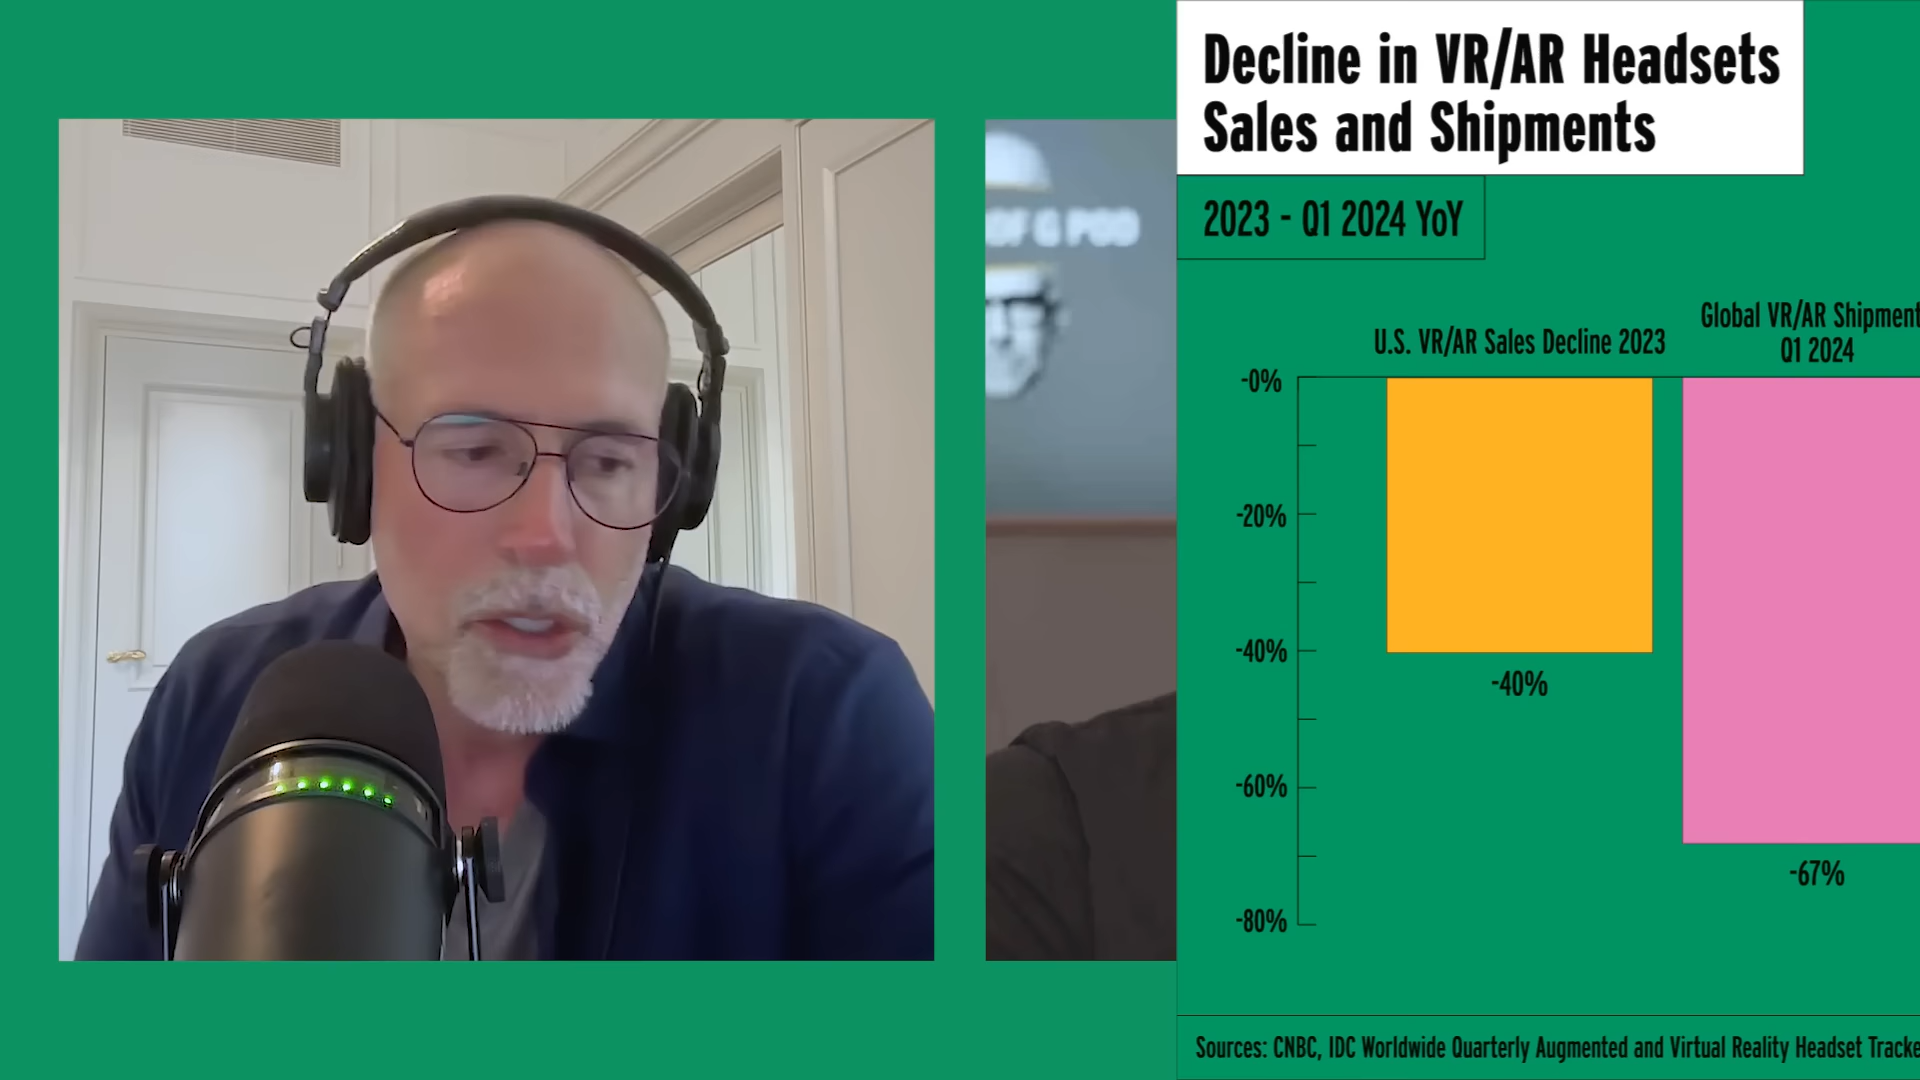 Decline in VR/AR Headsets
Sales and Shipments
2023 - Q1 2024 YoY
OF G POD
U.S. VR/AR Sales Decline 2023
Global VR/AR Shipment
Q1 2024
-0%
-20%
-40%
-60%
-80%
-40%
-67%
Sources: CNBC, IDC Worldwide Quarterly Augmented and Virtual Reality Headset Tracke